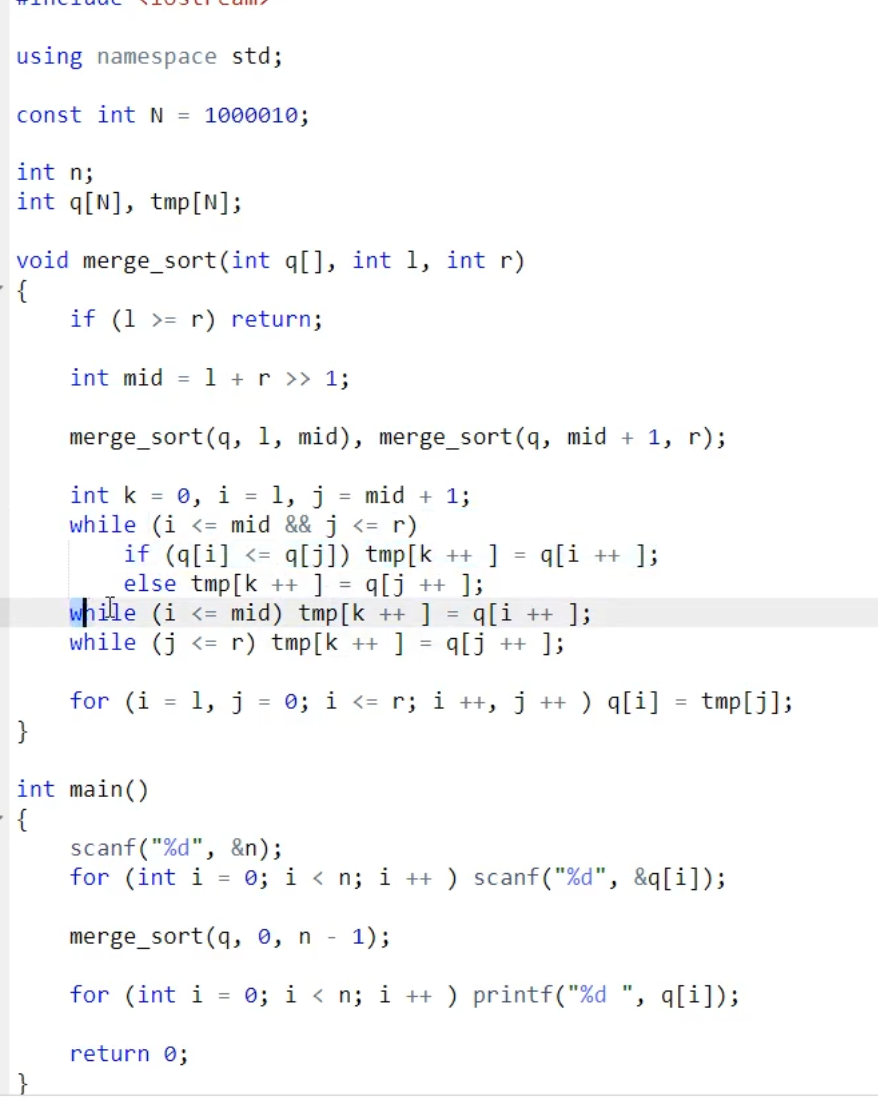 #include <iostream>
using namespace std;
const int N = 1000010;
int n;
int q[N], tmp[N];
void merge_sort(int q[], int l, int r)
{
    if (l >= r) return;
    int mid = l + r >> 1;
    merge_sort(q, l, mid), merge_sort(q, mid + 1, r);
    int k = 0, i = l, j = mid + 1;
    while (i <= mid && j <= r)
        if (q[i] <= q[j]) tmp[k ++ ] = q[i ++ ];
        else tmp[k ++ ] = q[j ++ ];
    while (i <= mid) tmp[k ++ ] = q[i ++ ];
    while (j <= r) tmp[k ++ ] = q[j ++ ];
    for (i = l, j = 0; i <= r; i ++, j ++ ) q[i] = tmp[j];
}
int main()
{
    scanf("%d", &n);
    for (int i = 0; i < n; i ++ ) scanf("%d", &q[i]);
    merge_sort(q, 0, n - 1);
    for (int i = 0; i < n; i ++ ) printf("%d ", q[i]);
    return 0;
}